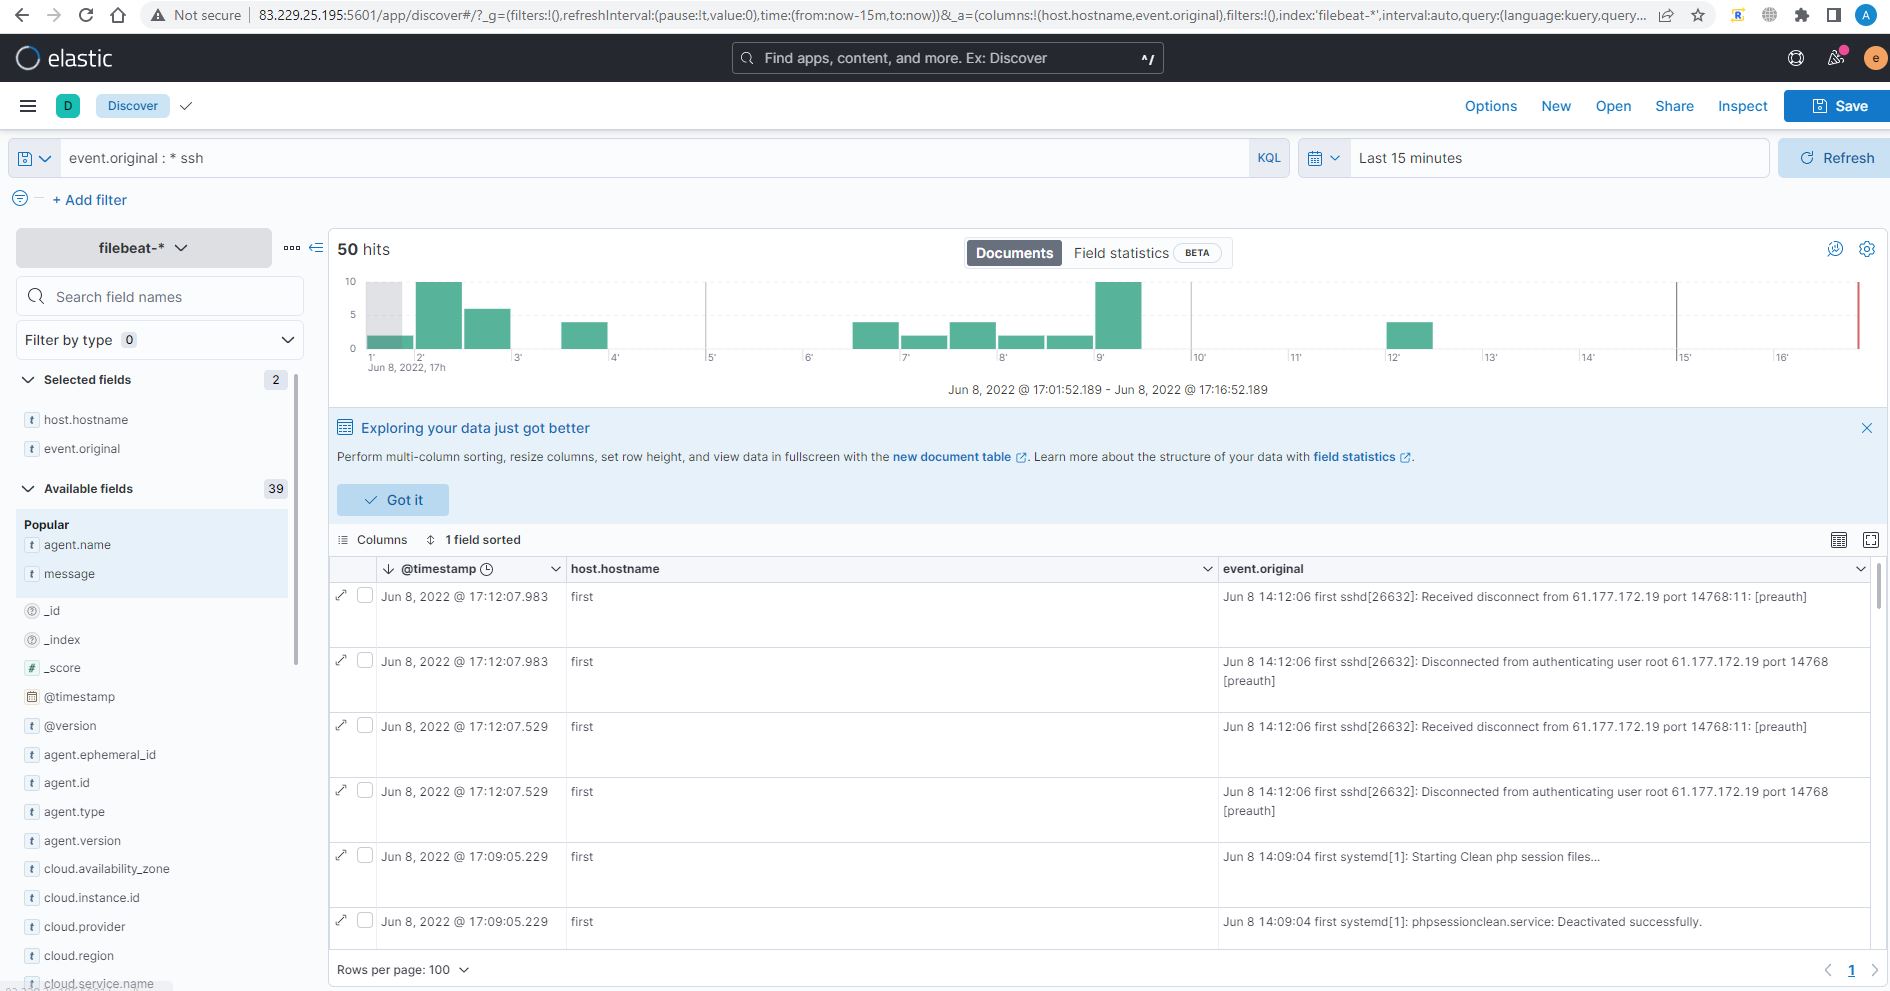 Not secure | 83.229.25.195:5601/app/discover#/?_g=(filters:!(),refreshInterval:(pause:!t,value:0),time:(from:now-15m,to:now))&_a=(columns:!(host.hostname,event.original),filters:!(),index:'filebeat-*',interval:auto,query:(language:kuery,query...
A
elastic
Find apps, content, and more. Ex: Discover
^/
e
D
Discover
Options
New
Open
Share
Inspect
Save
event.original : * ssh
KQL
Last 15 minutes
Refresh
+ Add filter
filebeat-*
Search field names
Filter by type 0
Selected fields 2
t host.hostname
t event.original
Available fields 39
Popular
t agent.name
t message
_id
_index
# _score
@timestamp
t @version
t agent.ephemeral_id
t agent.id
t agent.type
t agent.version
t cloud.availability_zone
t cloud.instance.id
t cloud.provider
t cloud.region
t cloud.service.name
50 hits
Documents
Field statistics BETA
10
5
0
1' 2' 3' 4' 5' 6' 7' 8' 9' 10' 11' 12' 13' 14' 15' 16'
Jun 8, 2022, 17h
Jun 8, 2022 @ 17:01:52.189 - Jun 8, 2022 @ 17:16:52.189
Exploring your data just got better
Perform multi-column sorting, resize columns, set row height, and view data in fullscreen with the new document table. Learn more about the structure of your data with field statistics.
Got it
Columns 1 field sorted
@timestamp host.hostname event.original
Jun 8, 2022 @ 17:12:07.983 first Jun 8 14:12:06 first sshd[26632]: Received disconnect from 61.177.172.19 port 14768:11: [preauth]
Jun 8, 2022 @ 17:12:07.983 first Jun 8 14:12:06 first sshd[26632]: Disconnected from authenticating user root 61.177.172.19 port 14768
[preauth]
Jun 8, 2022 @ 17:12:07.529 first Jun 8 14:12:06 first sshd[26632]: Received disconnect from 61.177.172.19 port 14768:11: [preauth]
Jun 8, 2022 @ 17:12:07.529 first Jun 8 14:12:06 first sshd[26632]: Disconnected from authenticating user root 61.177.172.19 port 14768
[preauth]
Jun 8, 2022 @ 17:09:05.229 first Jun 8 14:09:04 first systemd[1]: Starting Clean php session files...
Jun 8, 2022 @ 17:09:05.229 first Jun 8 14:09:04 first systemd[1]: phpsessionclean.service: Deactivated successfully.
Rows per page: 100
1